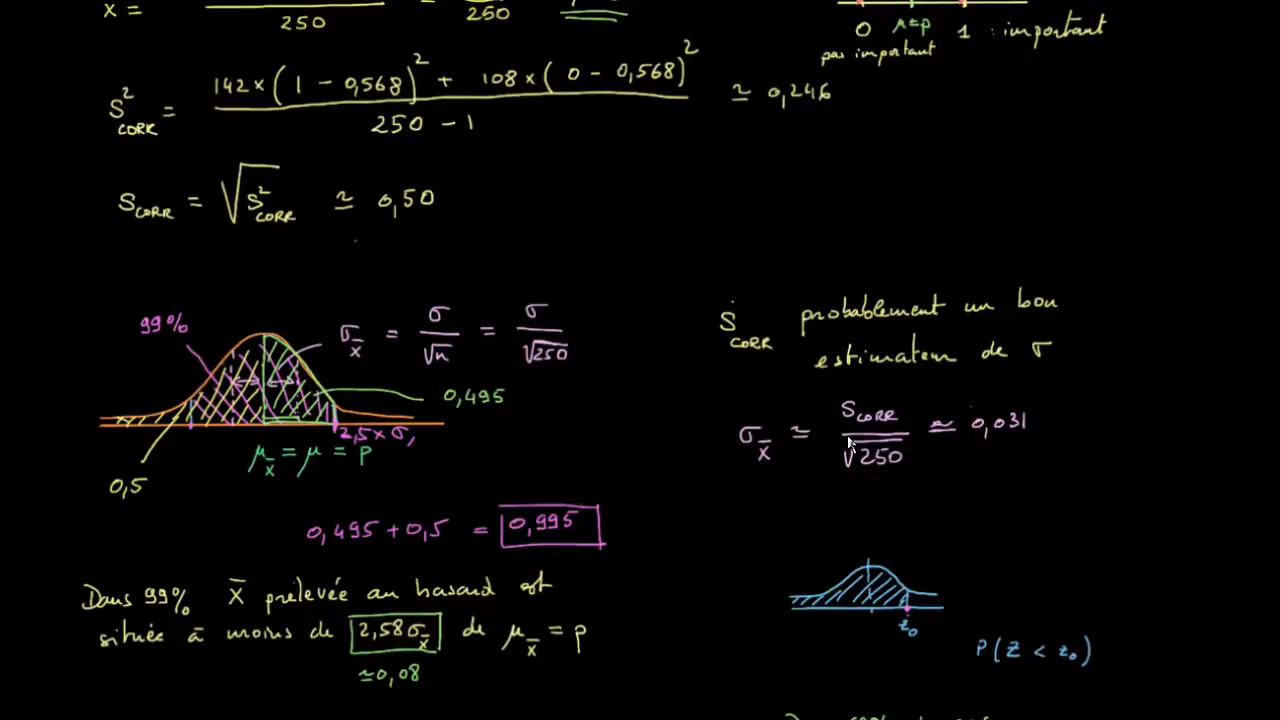 x̄ = ――― = ―――
250 250
0 μ=p 1 : important
pas important
S²CORR = (142 × (1 - 0,568)² + 108 × (0 - 0,568)²) / (250 - 1) ≃ 0,246
SCORR = √S²CORR ≃ 0,50
99%
σx̄ = σ/√n = σ/√250
0,495
2,5×σ,
μx̄ = μ = p
0,5
0,495 + 0,5 = 0,995
Dans 99% X̄ prélevée au hasard est
située à moins de 2,58σx̄ de μx̄ = p
≃0,08
SCORR probablement un bon
estimateur de σ
σx̄ ≃ SCORR/√250 ≃ 0,031
z₀
P(Z < z₀)